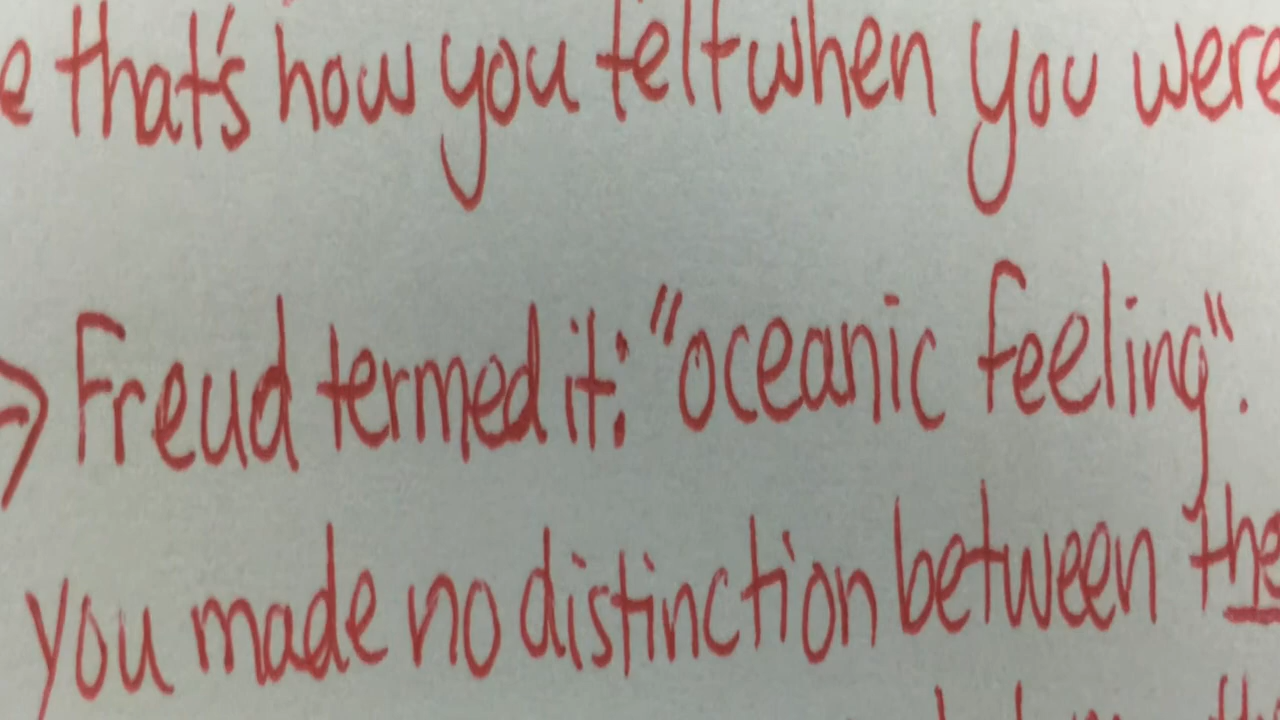 e that's how you felt when you were
→ Freud termed it: "oceanic feeling".
you made no distinction between the